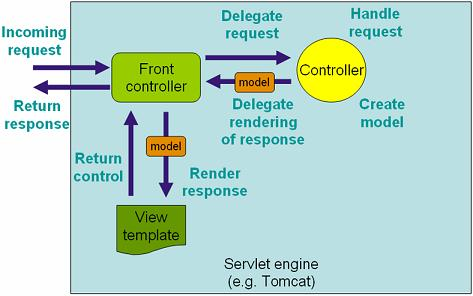 Incoming
request
Return
response
Front
controller
Delegate
request
Handle
request
Controller
model
Delegate
rendering
of response
Create
model
Return
control
model
Render
response
View
template
Servlet engine
(e.g. Tomcat)